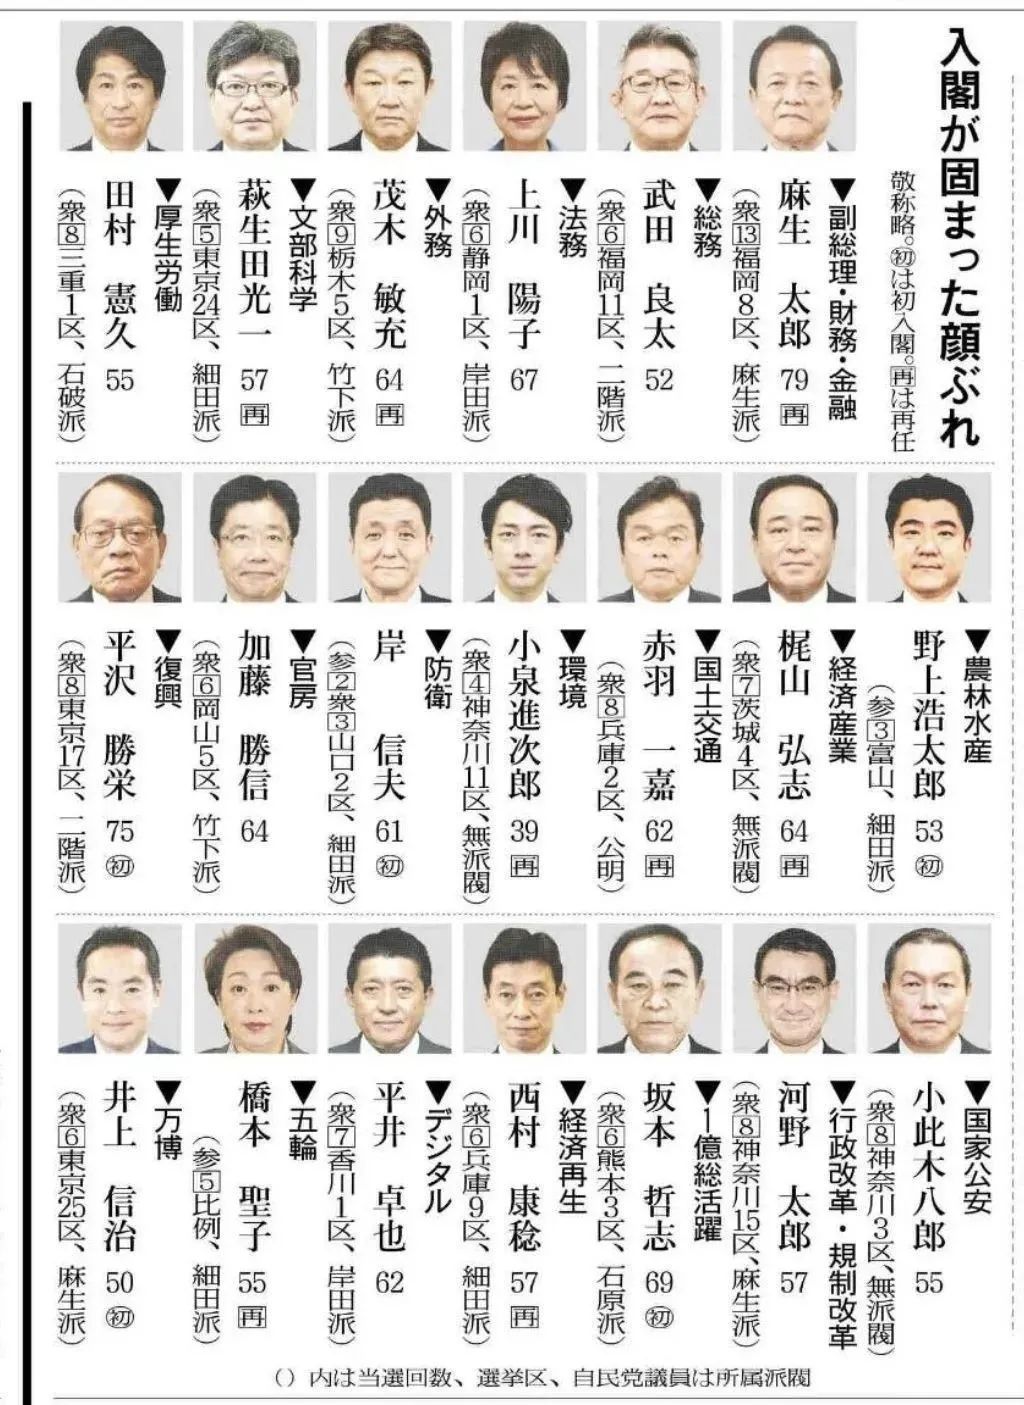 入閣が固まった顔ぶれ
敬称略。㊞は初入閣。再は再任
▼副総理・財務・金融
麻生 太郎 79 再
（衆13福岡8区、麻生派）
▼総務
武田 良太 52
（衆6福岡11区、二階派）
▼法務
上川 陽子 67
（衆6静岡1区、岸田派）
▼外務
茂木 敏充 64 再
（衆9栃木5区、竹下派）
▼文部科学
萩生田光一 57 再
（衆5東京24区、細田派）
▼厚生労働
田村 憲久 55
（衆8三重1区、石破派）
▼農林水産
野上浩太郎 53 初
（参3富山、細田派）
▼経済産業
梶山 弘志 64 再
（衆7茨城4区、無派閥）
▼国土交通
赤羽 一嘉 62 再
（衆8兵庫2区、公明）
▼環境
小泉進次郎 39 再
（衆4神奈川11区、無派閥）
▼防衛
岸 信夫 61 初
（参2衆3山口2区、細田派）
▼官房
加藤 勝信 64
（衆6岡山5区、竹下派）
▼復興
平沢 勝栄 75 初
（衆8東京17区、二階派）
▼国家公安
小此木八郎 55
（衆8神奈川3区、無派閥）
▼行政改革・規制改革
河野 太郎 57
（衆8神奈川15区、麻生派）
▼1億総活躍
坂本 哲志 69 初
（衆6熊本3区、石原派）
▼経済再生
西村 康稔 57 再
（衆6兵庫9区、細田派）
▼デジタル
平井 卓也 62
（衆7香川1区、岸田派）
▼五輪
橋本 聖子 55 再
（参5比例、細田派）
▼万博
井上 信治 50 初
（衆6東京25区、麻生派）
（）内は当選回数、選挙区、自民党議員は所属派閥